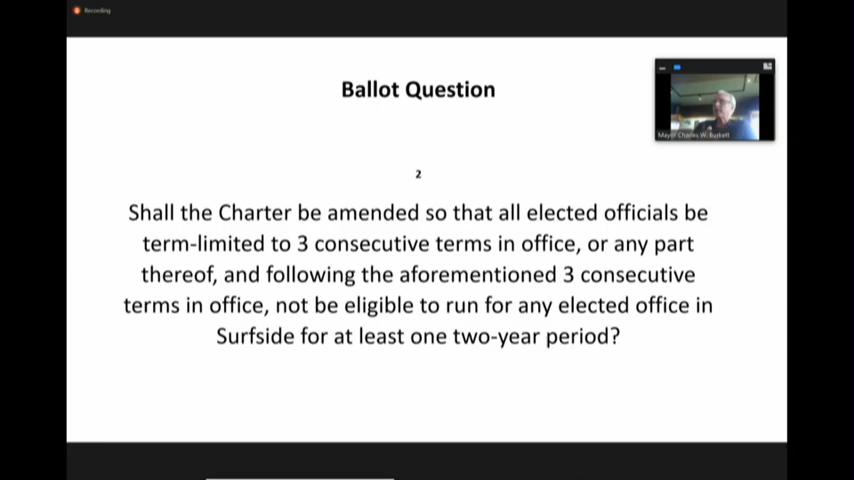 Recording
Ballot Question
Mayor Charles W. Burkett
2
Shall the Charter be amended so that all elected officials be
term-limited to 3 consecutive terms in office, or any part
thereof, and following the aforementioned 3 consecutive
terms in office, not be eligible to run for any elected office in
Surfside for at least one two-year period?